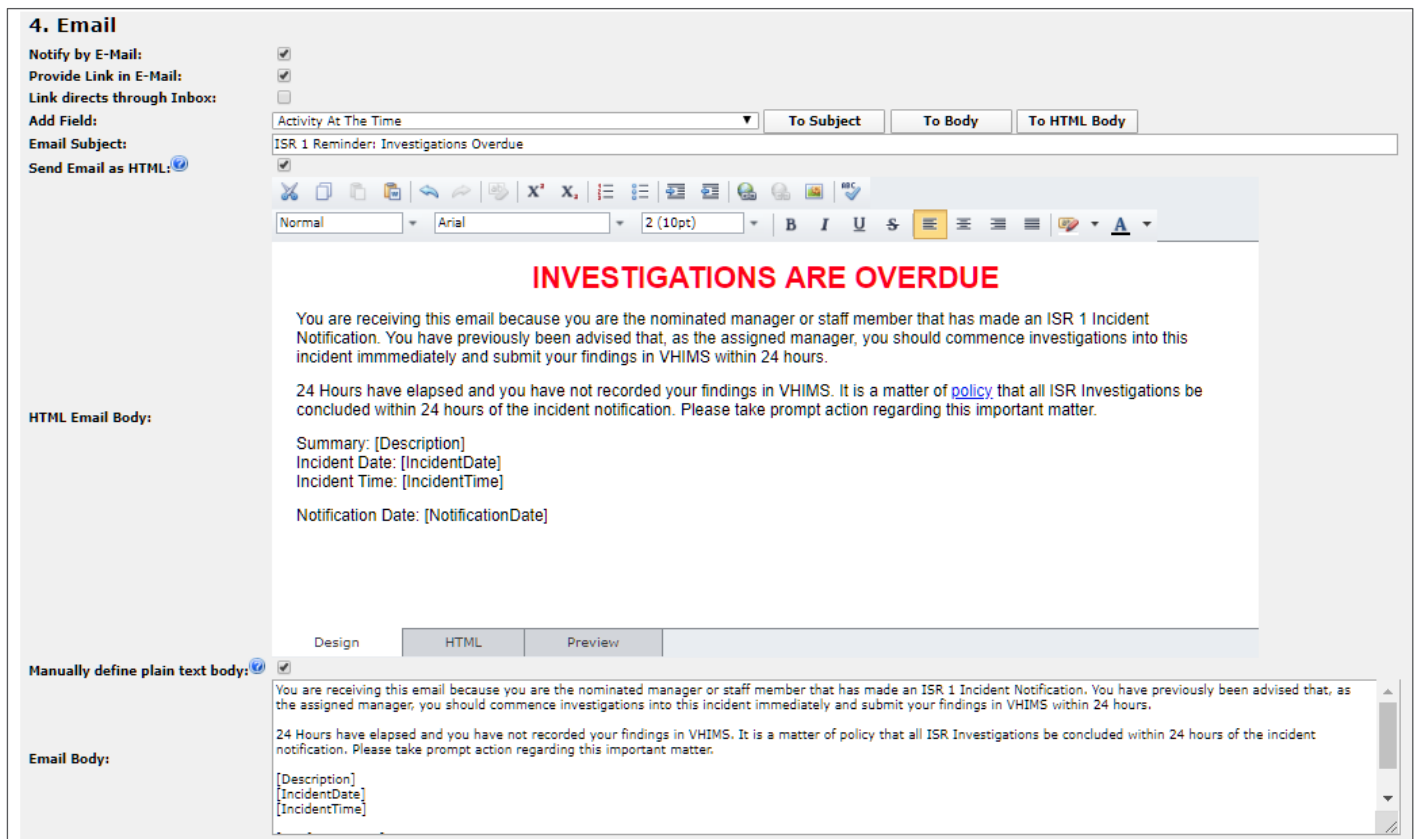 4. Email
Notify by E-Mail:
Provide Link in E-Mail:
Link directs through Inbox:
Add Field: Activity At The Time To Subject To Body To HTML Body
Email Subject: ISR 1 Reminder: Investigations Overdue
Send Email as HTML:
ABC
Normal Arial 2 (10pt) B I U S A
INVESTIGATIONS ARE OVERDUE
You are receiving this email because you are the nominated manager or staff member that has made an ISR 1 Incident
Notification. You have previously been advised that, as the assigned manager, you should commence investigations into this
incident immmediately and submit your findings in VHIMS within 24 hours.
24 Hours have elapsed and you have not recorded your findings in VHIMS. It is a matter of policy that all ISR Investigations be
concluded within 24 hours of the incident notification. Please take prompt action regarding this important matter.
HTML Email Body:
Summary: [Description]
Incident Date: [IncidentDate]
Incident Time: [IncidentTime]
Notification Date: [NotificationDate]
Design HTML Preview
Manually define plain text body:
You are receiving this email because you are the nominated manager or staff member that has made an ISR 1 Incident Notification. You have previously been advised that, as
the assigned manager, you should commence investigations into this incident immediately and submit your findings in VHIMS within 24 hours.
24 Hours have elapsed and you have not recorded your findings in VHIMS. It is a matter of policy that all ISR Investigations be concluded within 24 hours of the incident
notification. Please take prompt action regarding this important matter.
Email Body:
[Description]
[IncidentDate]
[IncidentTime]